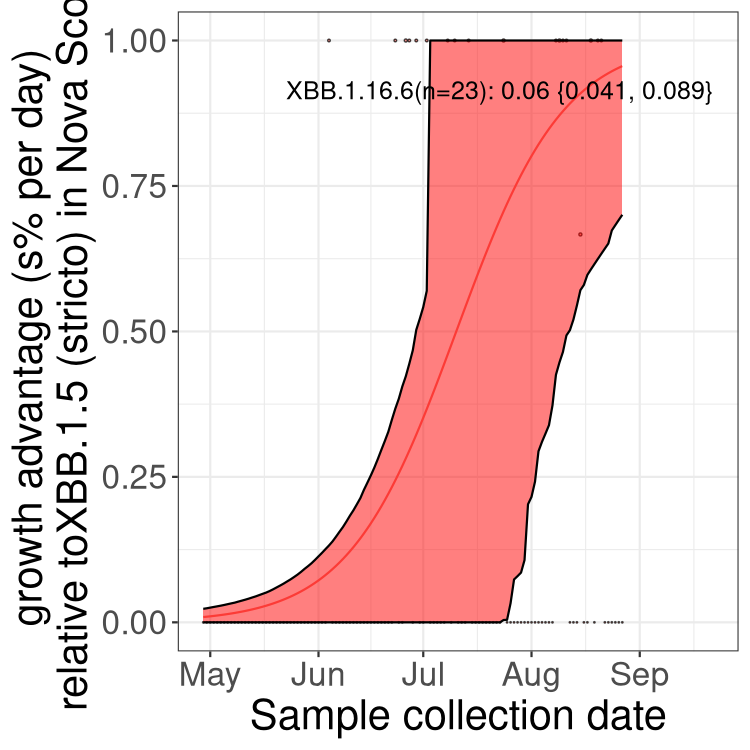 growth advantage (s% per day)
relative toXBB.1.5 (stricto) in Nova Sco
1.00
0.75
0.50
0.25
0.00
XBB.1.16.6(n=23): 0.06 {0.041, 0.089}
May Jun Jul Aug Sep
Sample collection date